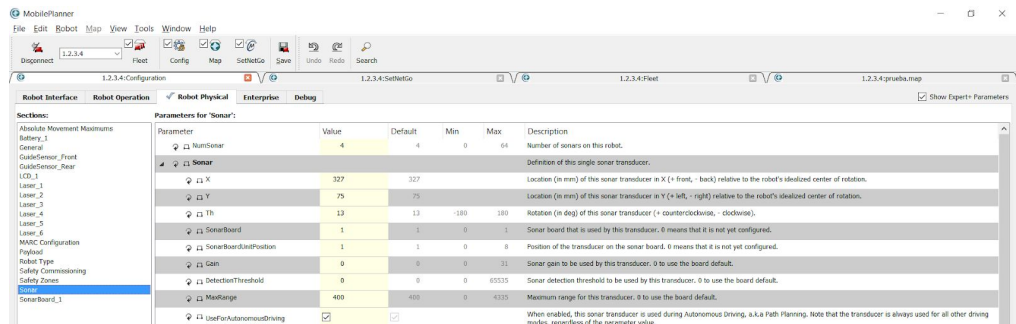 MobilePlanner
File Edit Robot Map View Tools Window Help
1.2.3.4
Disconnect Fleet Config Map SetNetGo Save Undo Redo Search
1.2.3.4:Configuration 1.2.3.4:SetNetGo 1.2.3.4:Fleet 1.2.3.4:prueba.map
Robot Interface Robot Operation Robot Physical Enterprise Debug Show Expert+ Parameters
Sections:
Absolute Movement Maximums
Battery_1
General
GuideSensor_Front
GuideSensor_Rear
LCD_1
Laser_1
Laser_2
Laser_3
Laser_4
Laser_5
Laser_6
MARC Configuration
Payload
Robot Type
Safety Commissioning
Safety Zones
Sonar
SonarBoard_1
Parameters for 'Sonar':
Parameter Value Default Min Max Description
NumSonar 4 4 0 64 Number of sonars on this robot.
Sonar Definition of this single sonar transducer.
X 327 327 Location (in mm) of this sonar transducer in X (+ front, - back) relative to the robot's idealized center of rotation.
Y 75 75 Location (in mm) of this sonar transducer in Y (+ left, - right) relative to the robot's idealized center of rotation.
Th 13 13 -180 180 Rotation (in deg) of this sonar transducer (+ counterclockwise, - clockwise).
SonarBoard 1 1 0 1 Sonar board that is used by this transducer. 0 means that it is not yet configured.
SonarBoardUnitPosition 1 1 0 8 Position of the transducer on the sonar board. 0 means that it is not yet configured.
Gain 0 0 0 31 Sonar gain to be used by this transducer. 0 to use the board default.
DetectionThreshold 0 0 0 65535 Sonar detection threshold to be used by this transducer. 0 to use the board default.
MaxRange 400 400 0 4335 Maximum range for this transducer. 0 to use the board default.
UseForAutonomousDriving When enabled, this sonar transducer is used during Autonomous Driving, a.k.a Path Planning. Note that the transducer is always used for all other driving
modes, regardless of the parameter value.